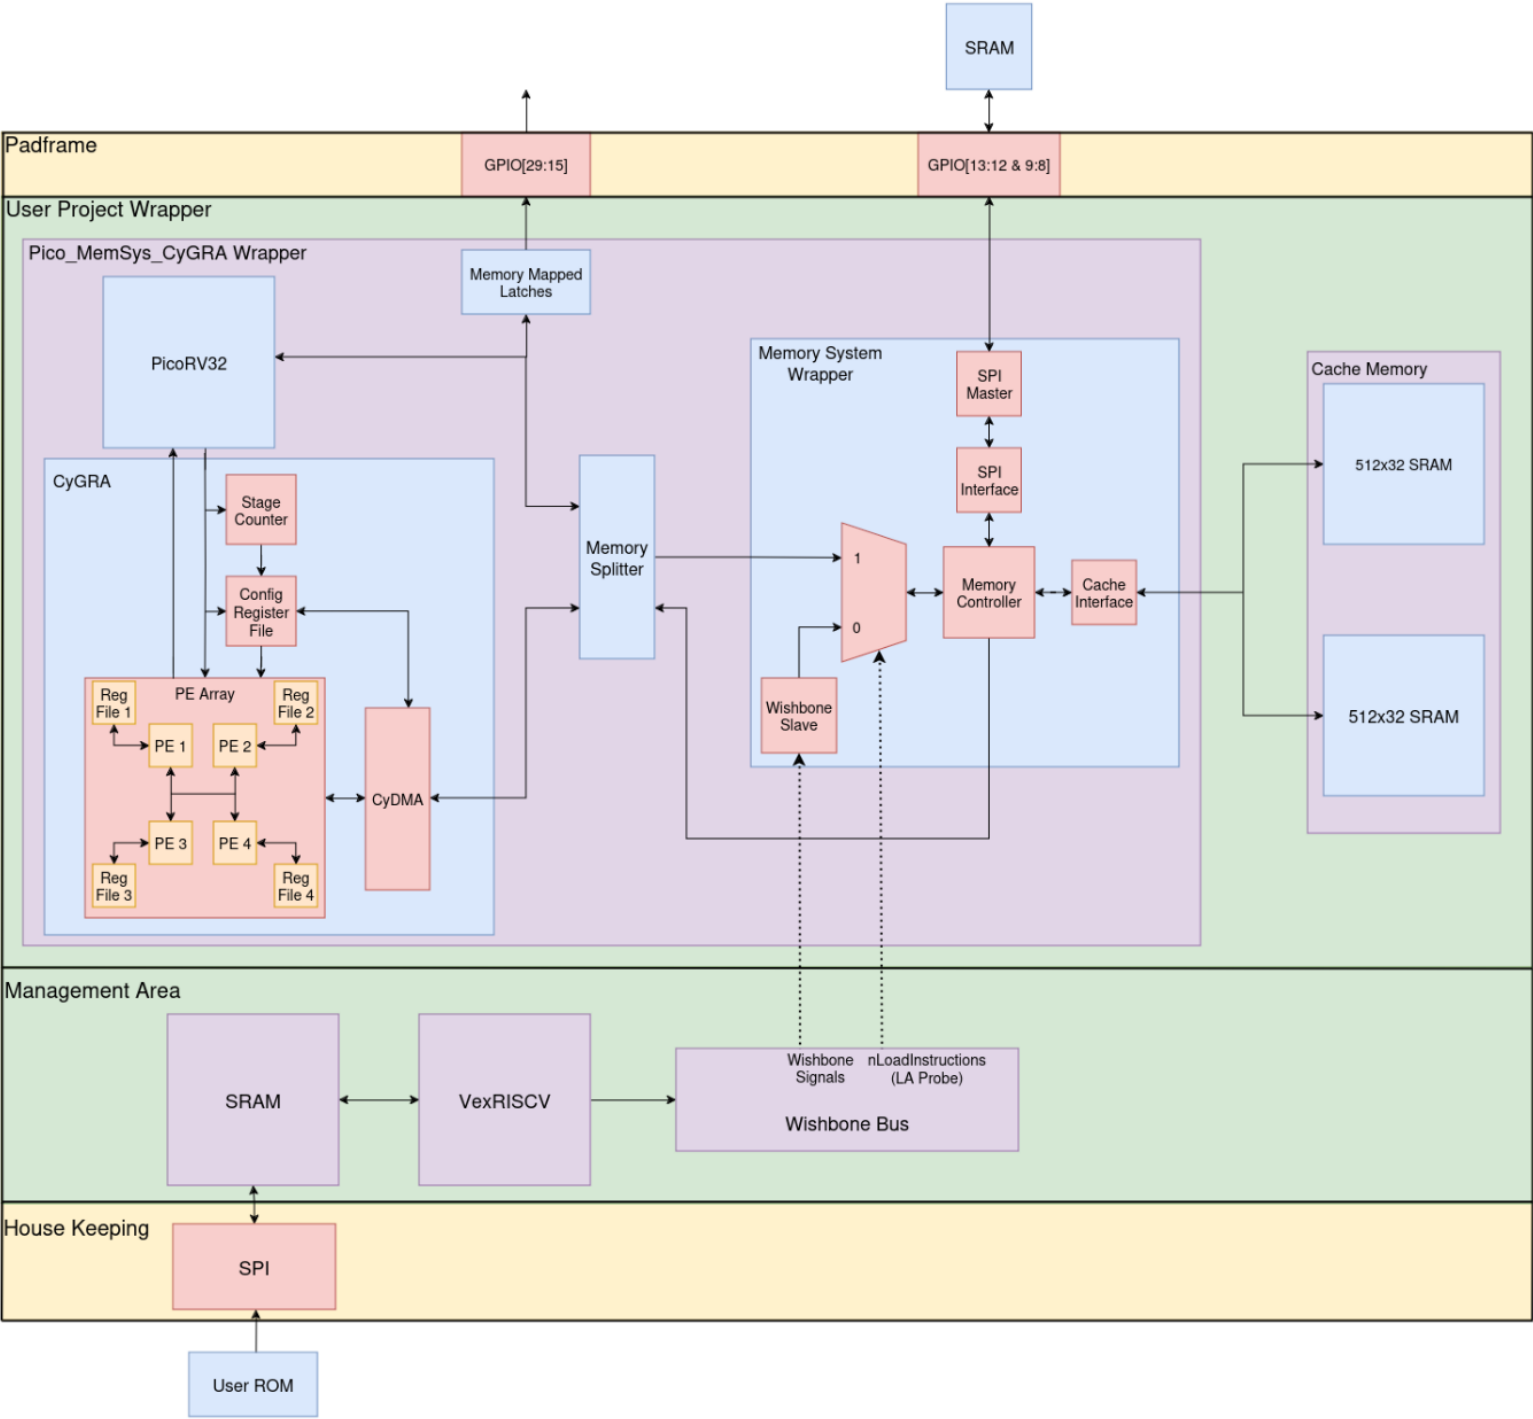 SRAM
Padframe
GPIO[29:15]
GPIO[13:12 & 9:8]
User Project Wrapper
Pico_MemSys_CyGRA Wrapper
Memory Mapped
Latches
PicoRV32
Memory System
Wrapper
SPI
Master
Cache Memory
512x32 SRAM
CyGRA
Stage
Counter
SPI
Interface
Memory
Splitter
1
0
Config
Register
File
Memory
Controller
Cache
Interface
PE Array
Reg
File 1
Reg
File 2
PE 1
PE 2
Wishbone
Slave
512x32 SRAM
CyDMA
PE 3
PE 4
Reg
File 3
Reg
File 4
Management Area
SRAM
VexRISCV
Wishbone
Signals
nLoadInstructions
(LA Probe)
Wishbone Bus
House Keeping
SPI
User ROM